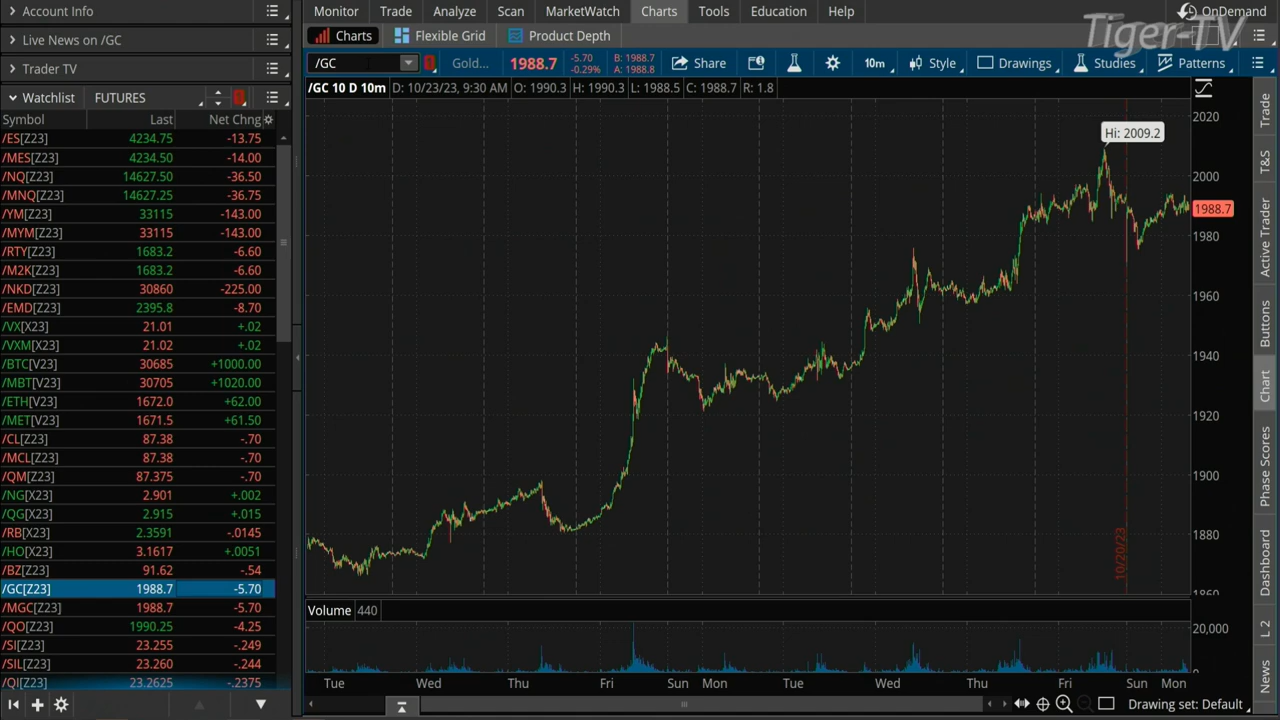 Account Info
Live News on /GC
Trader TV
Watchlist FUTURES
Symbol Last Net Chng
/ES[Z23] 4234.75 -13.75
/MES[Z23] 4234.50 -14.00
/NQ[Z23] 14627.50 -36.50
/MNQ[Z23] 14627.25 -36.75
/YM[Z23] 33115 -143.00
/MYM[Z23] 33115 -143.00
/RTY[Z23] 1683.2 -6.60
/M2K[Z23] 1683.2 -6.60
/NKD[Z23] 30860 -225.00
/EMD[Z23] 2395.8 -8.70
/VX[X23] 21.01 +.02
/VXM[X23] 21.02 +.02
/BTC[V23] 30685 +1000.00
/MBT[V23] 30705 +1020.00
/ETH[V23] 1672.0 +62.00
/MET[V23] 1671.5 +61.50
/CL[Z23] 87.38 -.70
/MCL[Z23] 87.38 -.70
/QM[Z23] 87.375 -.70
/NG[X23] 2.901 +.002
/QG[X23] 2.915 +.015
/RB[X23] 2.3591 -.0145
/HO[X23] 3.1617 +.0051
/BZ[Z23] 91.62 -.54
/GC[Z23] 1988.7 -5.70
/MGC[Z23] 1988.7 -5.70
/QO[Z23] 1990.25 -4.25
/SI[Z23] 23.255 -.249
/SIL[Z23] 23.260 -.244
/QI[Z23] 23.2625 -.2375
Monitor Trade Analyze Scan MarketWatch Charts Tools Education Help
OnDemand
Tiger-TV
Charts Flexible Grid Product Depth
/GC Gold... 1988.7 -5.70 B: 1988.7
-0.29% A: 1988.8
Share 10m Style Drawings Studies Patterns
/GC 10 D 10m D: 10/23/23, 9:30 AM O: 1990.3 H: 1990.3 L: 1988.5 C: 1988.7 R: 1.8
Hi: 2009.2
2020
2000
1988.7
1980
1960
1940
1920
1900
1880
1860
10/20/23
Volume 440
20,000
0
Tue Wed Thu Fri Sun Mon Tue Wed Thu Fri Sun Mon
Drawing set: Default
Trade
T&S
Active Trader
Buttons
Chart
Phase Scores
Dashboard
L 2
News